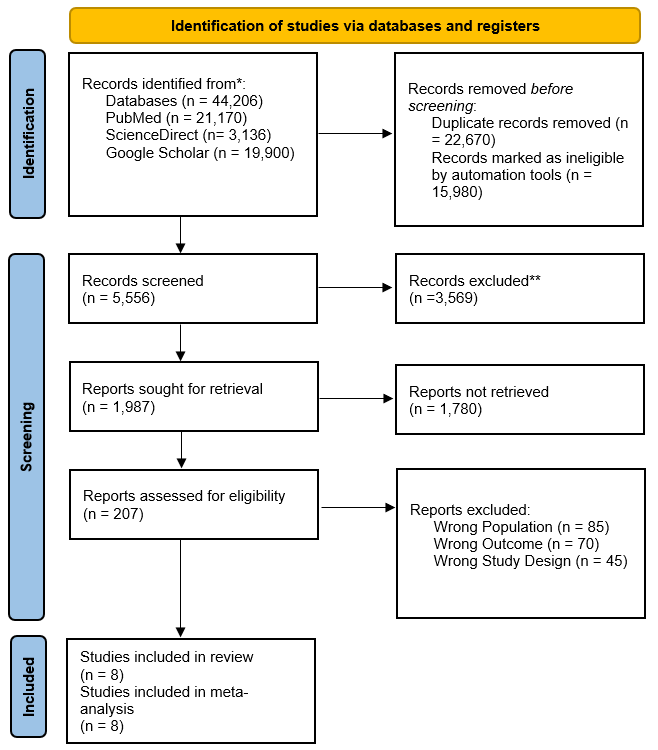 Identification of studies via databases and registers
Identification
Records identified from*:
Databases (n = 44,206)
PubMed (n = 21,170)
ScienceDirect (n= 3,136)
Google Scholar (n = 19,900)
Records removed before
screening:
Duplicate records removed (n
= 22,670)
Records marked as ineligible
by automation tools (n =
15,980)
Screening
Records screened
(n = 5,556)
Records excluded**
(n =3,569)
Reports sought for retrieval
(n = 1,987)
Reports not retrieved
(n = 1,780)
Reports assessed for eligibility
(n = 207)
Reports excluded:
Wrong Population (n = 85)
Wrong Outcome (n = 70)
Wrong Study Design (n = 45)
Included
Studies included in review
(n = 8)
Studies included in meta-
analysis
(n = 8)